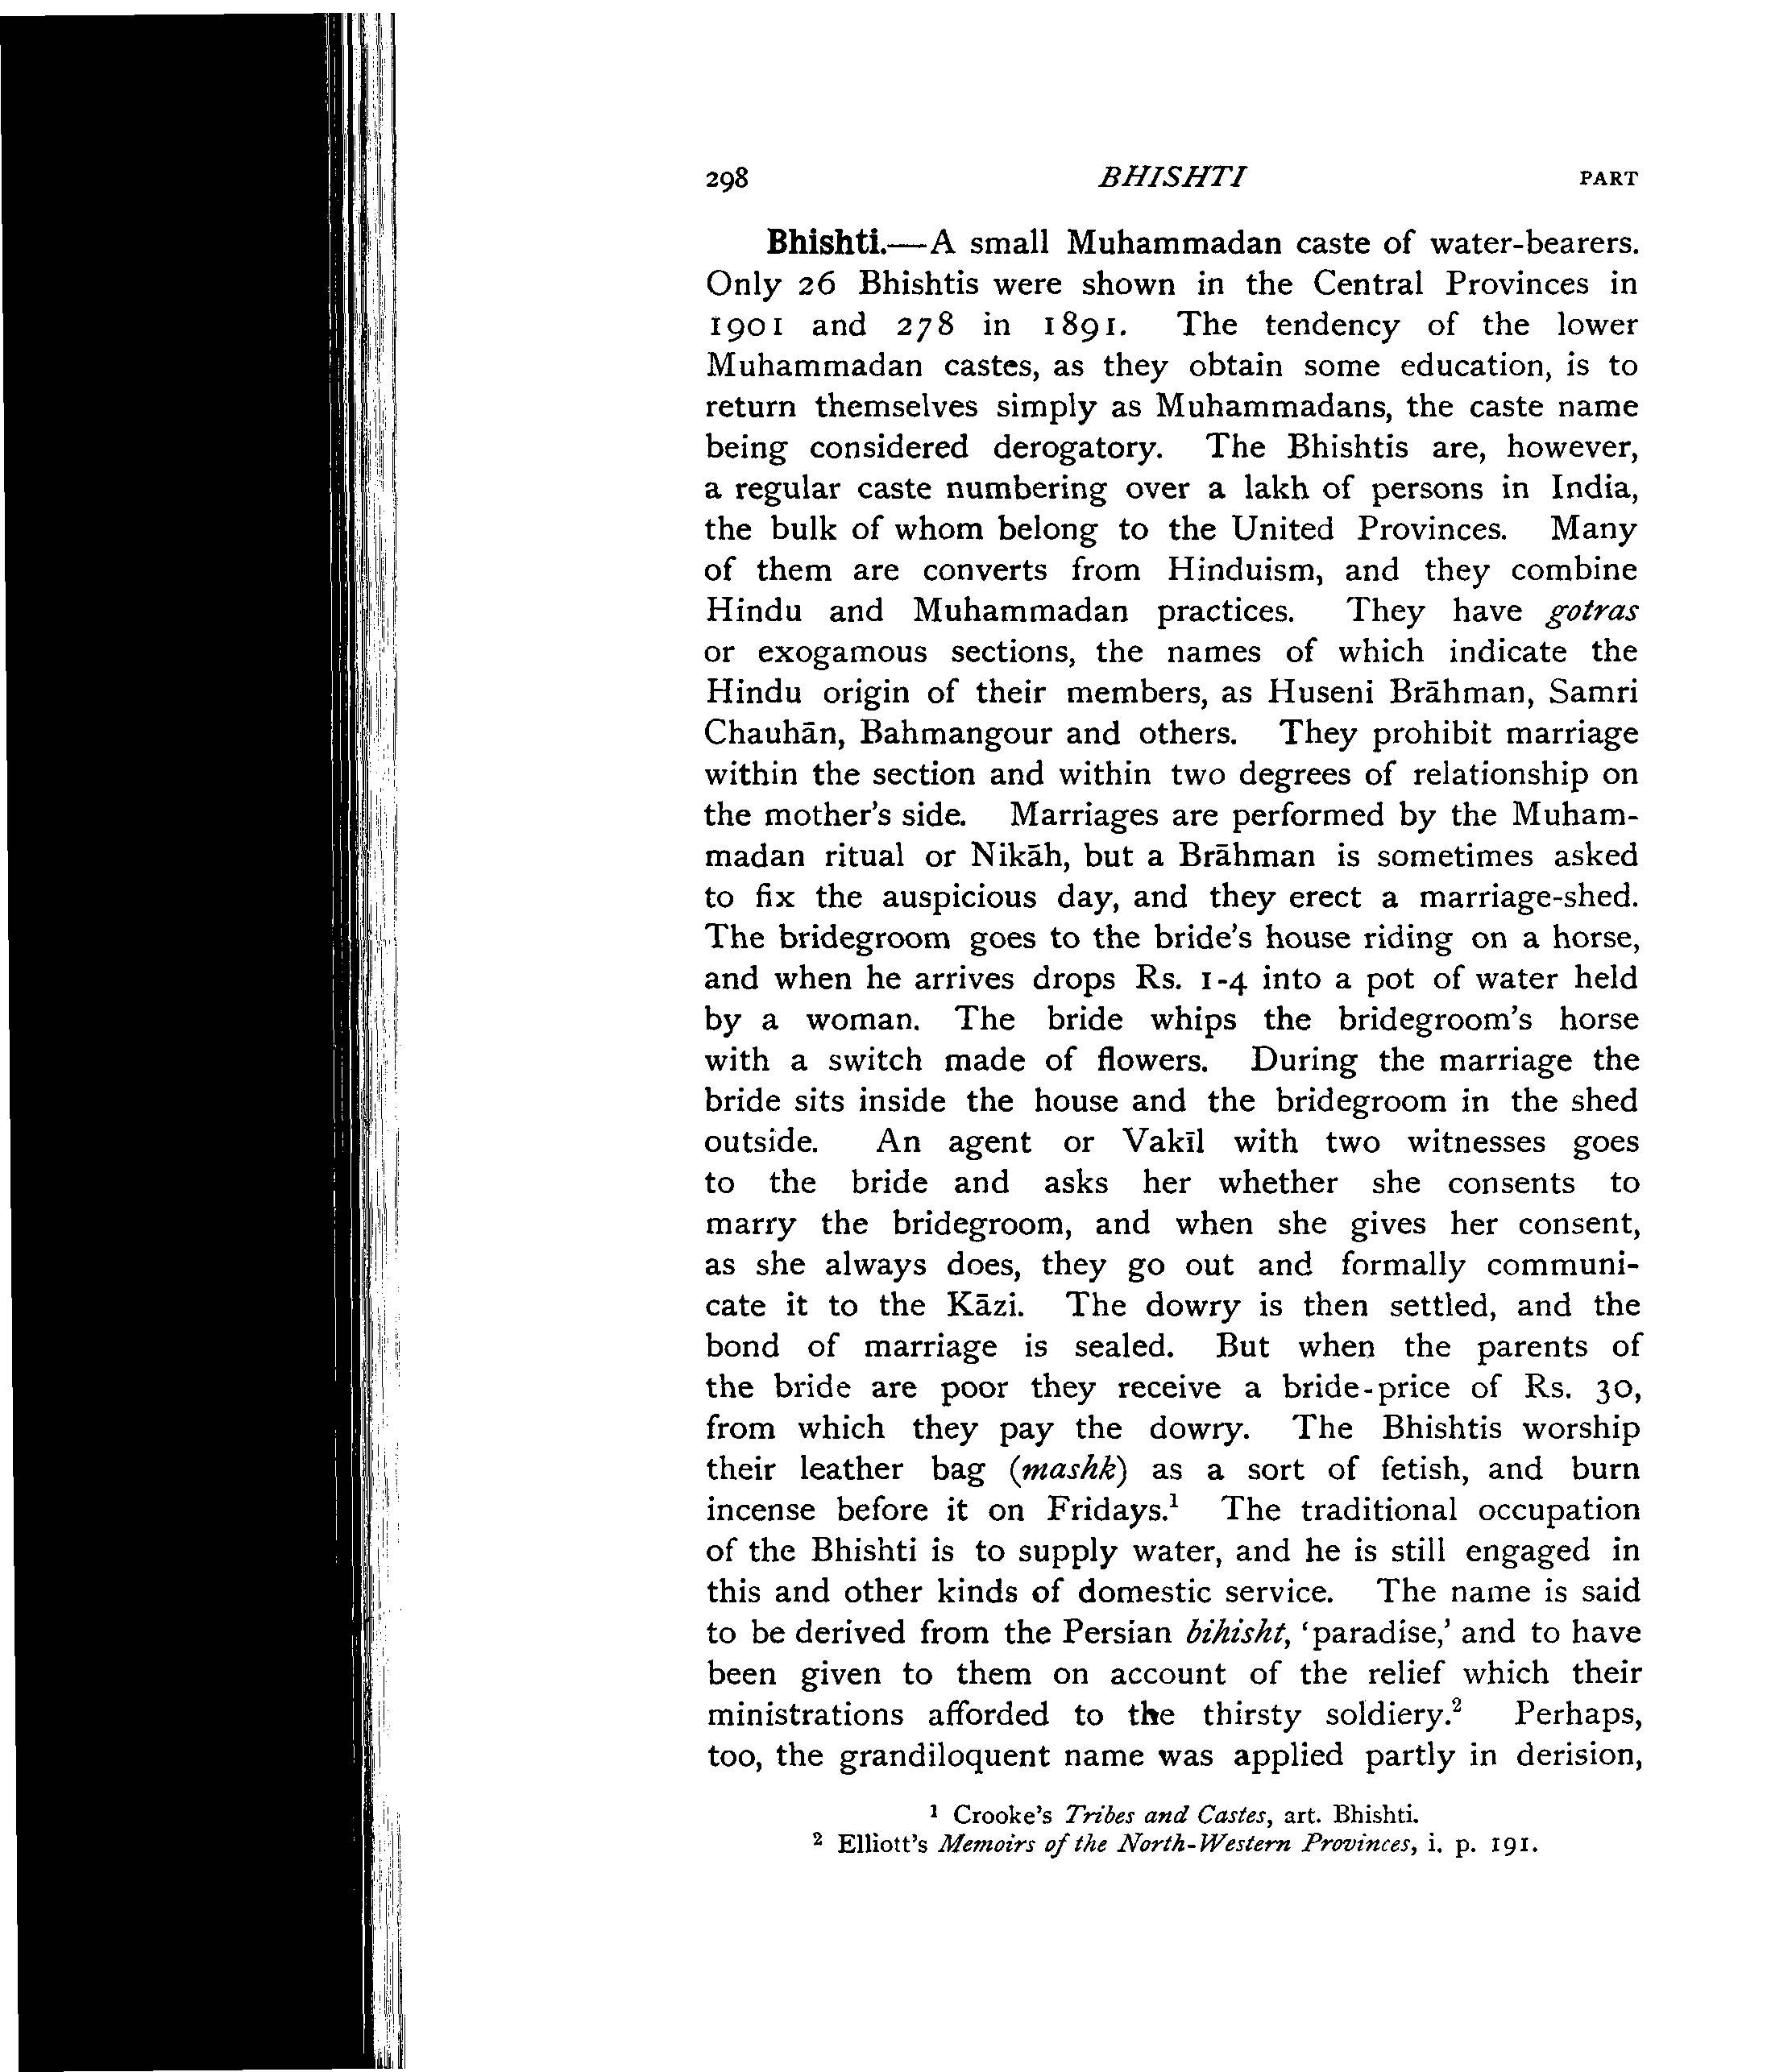 298 BHISHTI PART
Bhishti.—A small Muhammadan caste of water-bearers.
Only 26 Bhishtis were shown in the Central Provinces in
1901 and 278 in 1891. The tendency of the lower
Muhammadan castes, as they obtain some education, is to
return themselves simply as Muhammadans, the caste name
being considered derogatory. The Bhishtis are, however,
a regular caste numbering over a lakh of persons in India,
the bulk of whom belong to the United Provinces. Many
of them are converts from Hinduism, and they combine
Hindu and Muhammadan practices. They have gotras
or exogamous sections, the names of which indicate the
Hindu origin of their members, as Huseni Brāhman, Samri
Chauhān, Bahmangour and others. They prohibit marriage
within the section and within two degrees of relationship on
the mother's side. Marriages are performed by the Muham-
madan ritual or Nikāh, but a Brāhman is sometimes asked
to fix the auspicious day, and they erect a marriage-shed.
The bridegroom goes to the bride's house riding on a horse,
and when he arrives drops Rs. 1-4 into a pot of water held
by a woman. The bride whips the bridegroom's horse
with a switch made of flowers. During the marriage the
bride sits inside the house and the bridegroom in the shed
outside. An agent or Vakīl with two witnesses goes
to the bride and asks her whether she consents to
marry the bridegroom, and when she gives her consent,
as she always does, they go out and formally communi-
cate it to the Kāzi. The dowry is then settled, and the
bond of marriage is sealed. But when the parents of
the bride are poor they receive a bride-price of Rs. 30,
from which they pay the dowry. The Bhishtis worship
their leather bag (mashk) as a sort of fetish, and burn
incense before it on Fridays.¹ The traditional occupation
of the Bhishti is to supply water, and he is still engaged in
this and other kinds of domestic service. The name is said
to be derived from the Persian bihisht, 'paradise,' and to have
been given to them on account of the relief which their
ministrations afforded to the thirsty soldiery.² Perhaps,
too, the grandiloquent name was applied partly in derision,
¹ Crooke's Tribes and Castes, art. Bhishti.
² Elliott's Memoirs of the North-Western Provinces, i. p. 191.